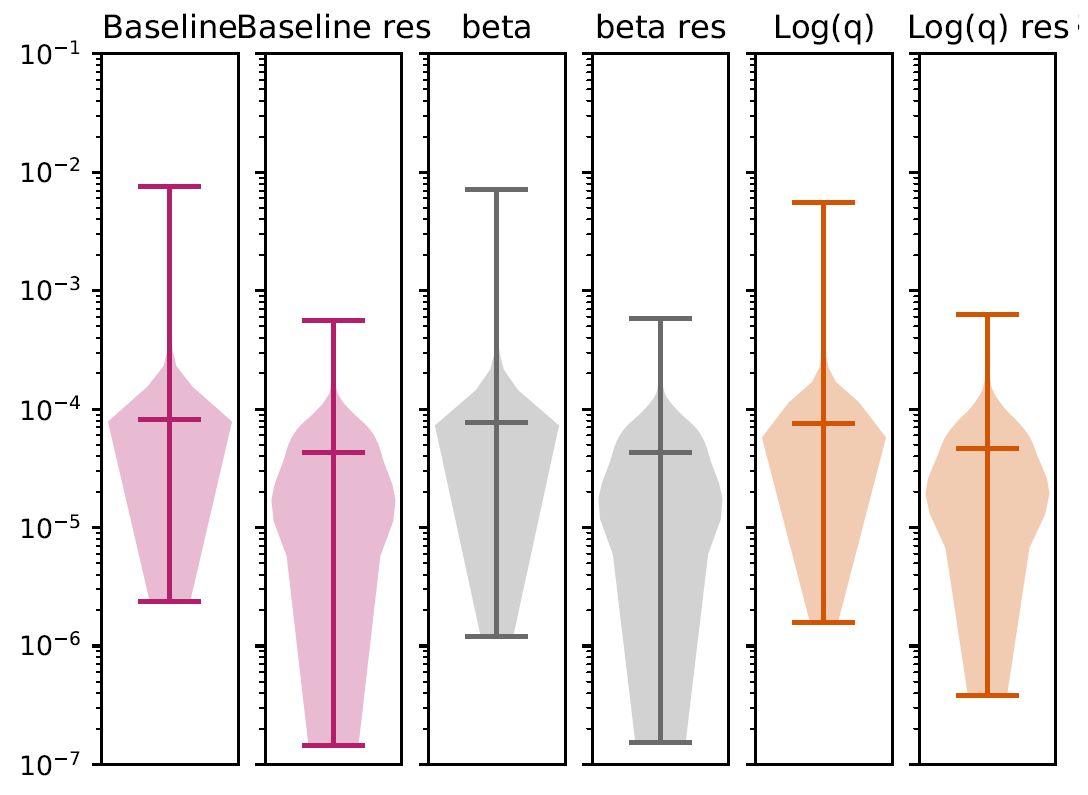 Baseline
Baseline res
beta
beta res
Log(q)
Log(q) res
10⁻¹
10⁻²
10⁻³
10⁻⁴
10⁻⁵
10⁻⁶
10⁻⁷